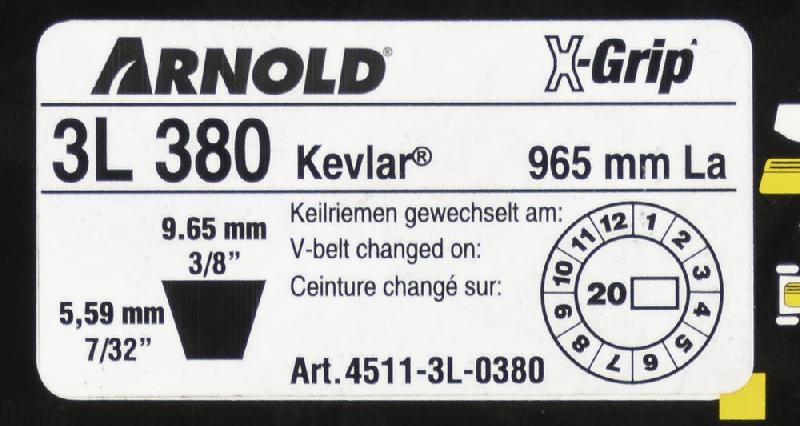 ARNOLD®
X-Grip
3L 380 Kevlar® 965 mm La
9.65 mm
3/8”
5,59 mm
7/32”
Keilriemen gewechselt am:
V-belt changed on:
Ceinture changé sur:
Art.4511-3L-0380
12 1 2 3 4 5 6 7 8 9 10 11
20